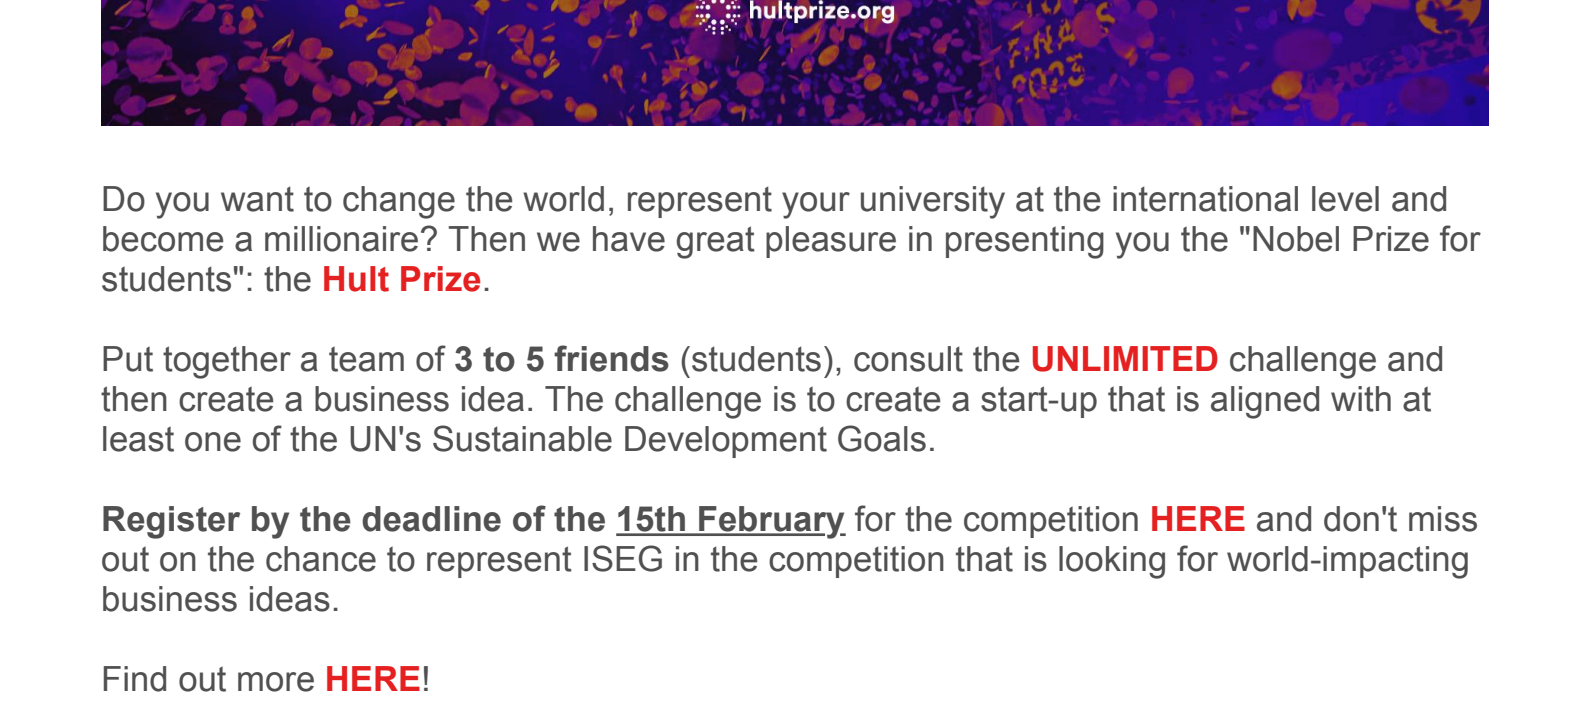 hultprize.org
FINALS
2023
Do you want to change the world, represent your university at the international level and
become a millionaire? Then we have great pleasure in presenting you the "Nobel Prize for
students": the Hult Prize.
Put together a team of 3 to 5 friends (students), consult the UNLIMITED challenge and
then create a business idea. The challenge is to create a start-up that is aligned with at
least one of the UN's Sustainable Development Goals.
Register by the deadline of the 15th February for the competition HERE and don't miss
out on the chance to represent ISEG in the competition that is looking for world-impacting
business ideas.
Find out more HERE!